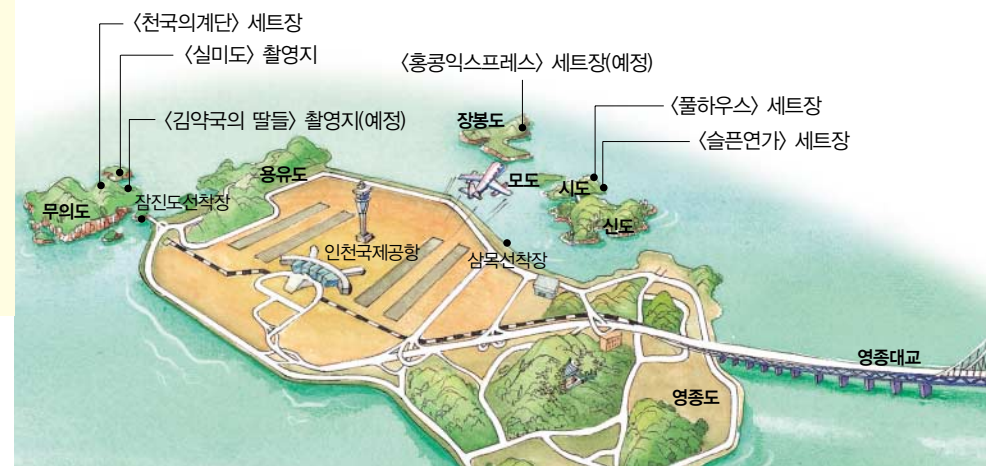 〈천국의계단〉 세트장
〈실미도〉 촬영지
〈홍콩익스프레스〉 세트장(예정)
〈풀하우스〉 세트장
〈김약국의 딸들〉 촬영지(예정)
장봉도
〈슬픈연가〉 세트장
용유도
모도
시도
무의도
잠진도선착장
신도
인천국제공항
삼목선착장
영종대교
영종도